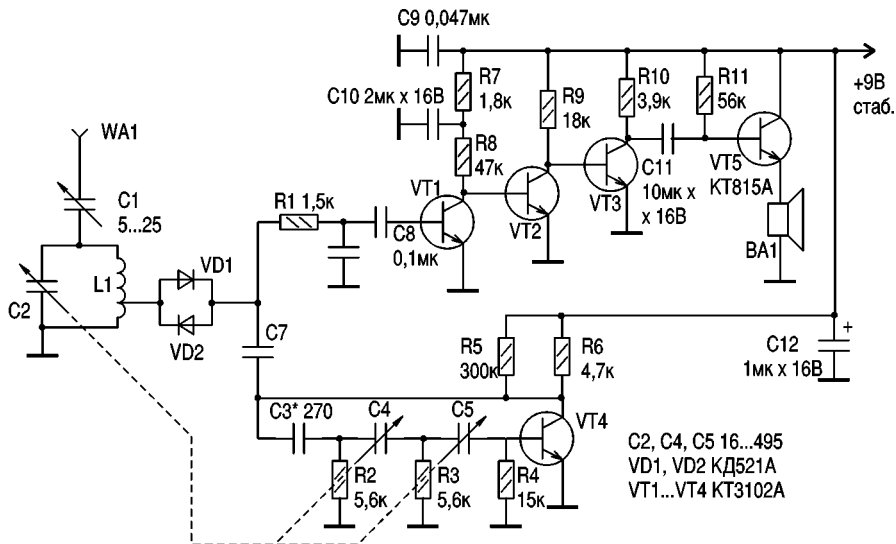 C9 0,047мк
R7
1,8к
C10 2мк x 16В
R8
47к
R9
18к
R10
3,9к
R11
56к
+9В
стаб.
WA1
C1
5...25
R1 1,5к
VT1
C8
0,1мк
VT2
VT3
C11
10мк x
x 16В
VT5
КТ815А
BA1
C2
L1
VD1
VD2
C7
R5
300к
R6
4,7к
C12
1мк x 16В
+
C3* 270
C4
C5
VT4
R2
5,6к
R3
5,6к
R4
15к
C2, C4, C5 16...495
VD1, VD2 КД521А
VT1...VT4 КТ3102А